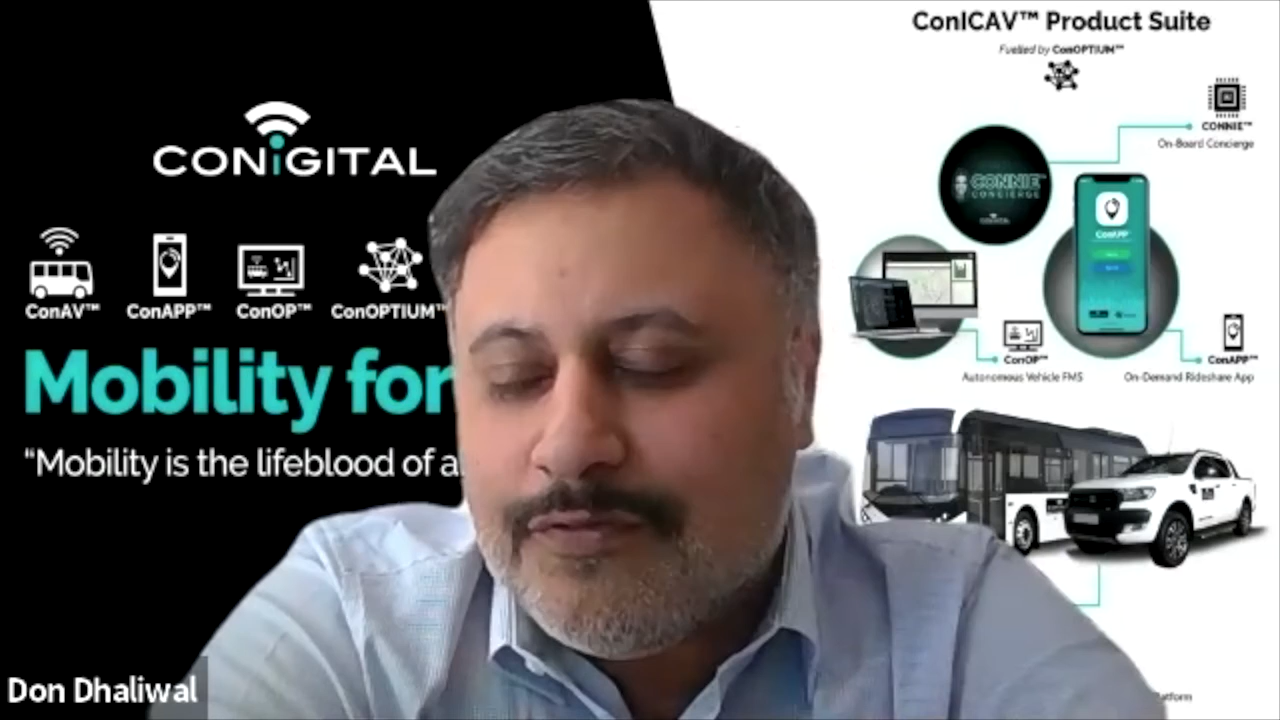 CONiGITAL
ConAV™
ConAPP™
ConOP™
ConOPTIUM™
Mobility for
“Mobility is the lifeblood of a
Don Dhaliwal
ConICAV™ Product Suite
Fuelled by ConOPTIUM™
CONNIE™
On-Board Concierge
CONNIE™
CONCIERGE
ConAPP
ConOP™
Autonomous Vehicle FMS
ConAPP™
On-Demand Rideshare App